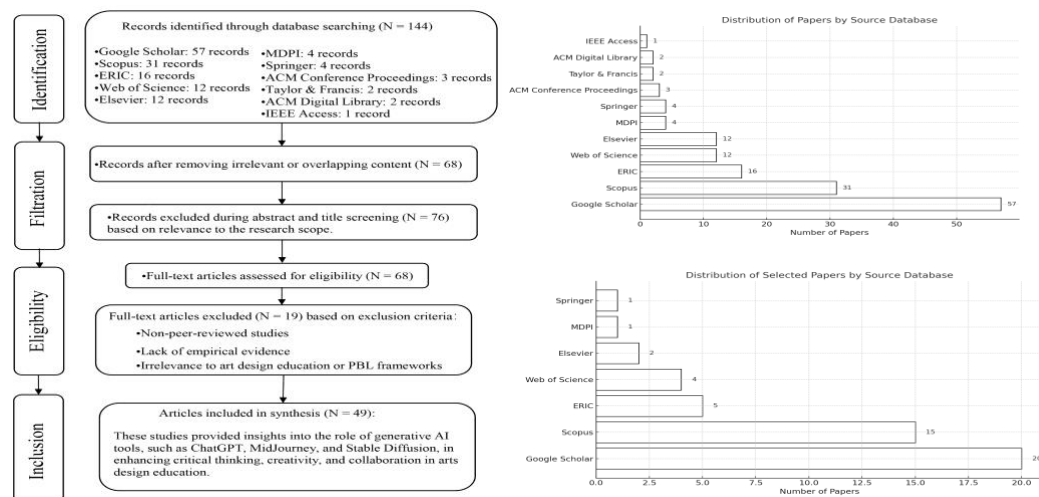 Identification
Records identified through database searching (N = 144)
•Google Scholar: 57 records
•Scopus: 31 records
•ERIC: 16 records
•Web of Science: 12 records
•Elsevier: 12 records
•MDPI: 4 records
•Springer: 4 records
•ACM Conference Proceedings: 3 records
•Taylor & Francis: 2 records
•ACM Digital Library: 2 records
•IEEE Access: 1 record
Filtration
•Records after removing irrelevant or overlapping content (N = 68)
•Records excluded during abstract and title screening (N = 76)
based on relevance to the research scope.
Eligibility
•Full-text articles assessed for eligibility (N = 68)
Full-text articles excluded (N = 19) based on exclusion criteria:
•Non-peer-reviewed studies
•Lack of empirical evidence
•Irrelevance to art design education or PBL frameworks
Inclusion
Articles included in synthesis (N = 49):
These studies provided insights into the role of generative AI
tools, such as ChatGPT, MidJourney, and Stable Diffusion, in
enhancing critical thinking, creativity, and collaboration in arts
design education.
Distribution of Papers by Source Database
IEEE Access 1
ACM Digital Library 2
Taylor & Francis 2
ACM Conference Proceedings 3
Springer 4
MDPI 4
Elsevier 12
Web of Science 12
ERIC 16
Scopus 31
Google Scholar 57
0 10 20 30 40 50
Number of Papers
Distribution of Selected Papers by Source Database
Springer 1
MDPI 1
Elsevier 2
Web of Science 4
ERIC 5
Scopus 15
Google Scholar 20
0.0 2.5 5.0 7.5 10.0 12.5 15.0 17.5 20.0
Number of Papers